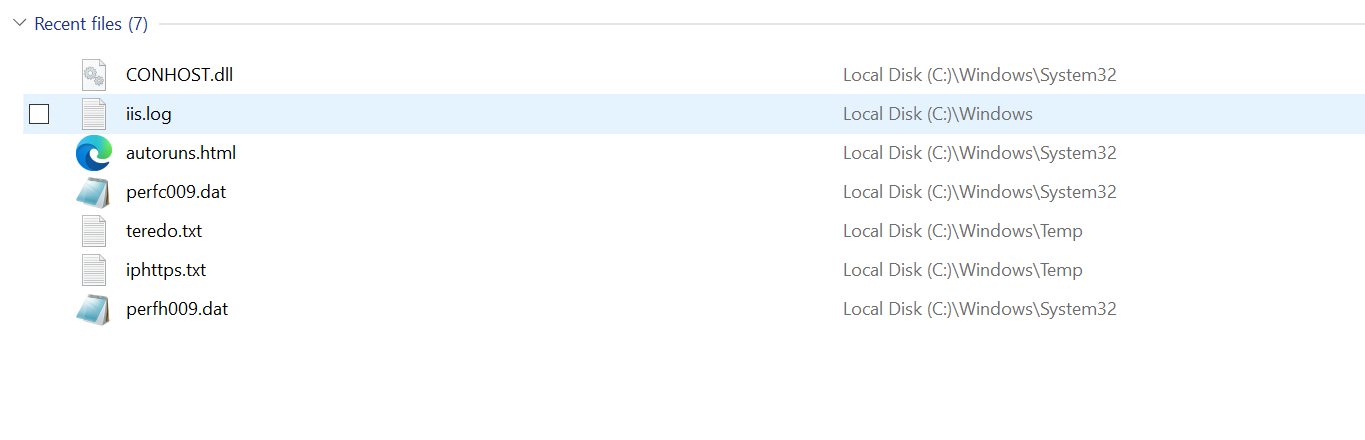 Recent files (7)
CONHOST.dll Local Disk (C:)\Windows\System32
iis.log Local Disk (C:)\Windows
autoruns.html Local Disk (C:)\Windows\System32
perfc009.dat Local Disk (C:)\Windows\System32
teredo.txt Local Disk (C:)\Windows\Temp
iphttps.txt Local Disk (C:)\Windows\Temp
perfh009.dat Local Disk (C:)\Windows\System32